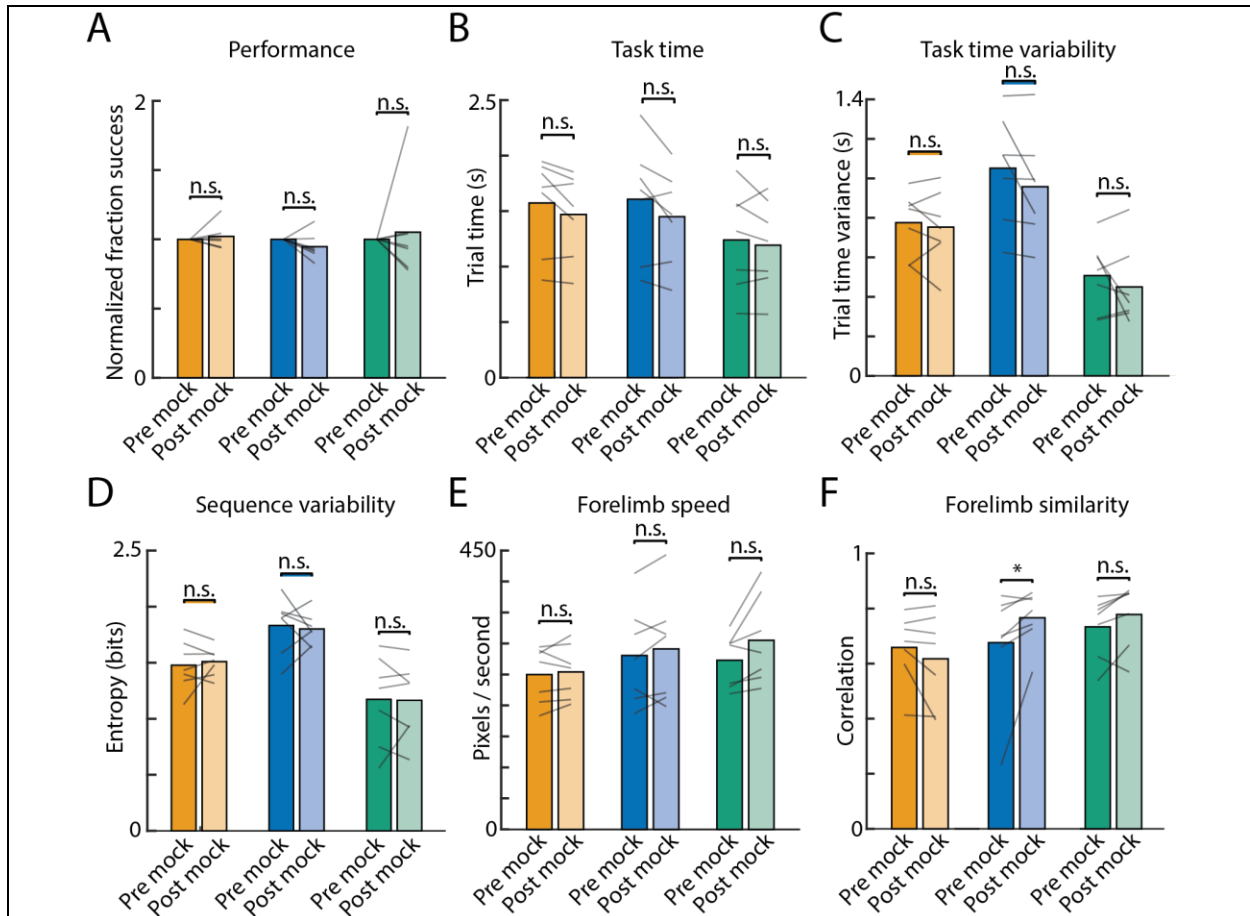 A
Performance
Normalized fraction success
2
0
n.s.
n.s.
n.s.
Pre mock
Post mock
Pre mock
Post mock
Pre mock
Post mock
B
Task time
Trial time (s)
2.5
0
n.s.
n.s.
n.s.
Pre mock
Post mock
Pre mock
Post mock
Pre mock
Post mock
C
Task time variability
Trial time variance (s)
1.4
0
n.s.
n.s.
n.s.
Pre mock
Post mock
Pre mock
Post mock
Pre mock
Post mock
D
Sequence variability
Entropy (bits)
2.5
0
n.s.
n.s.
n.s.
Pre mock
Post mock
Pre mock
Post mock
Pre mock
Post mock
E
Forelimb speed
Pixels / second
450
0
n.s.
n.s.
n.s.
Pre mock
Post mock
Pre mock
Post mock
Pre mock
Post mock
F
Forelimb similarity
Correlation
1
0
n.s.
*
n.s.
Pre mock
Post mock
Pre mock
Post mock
Pre mock
Post mock